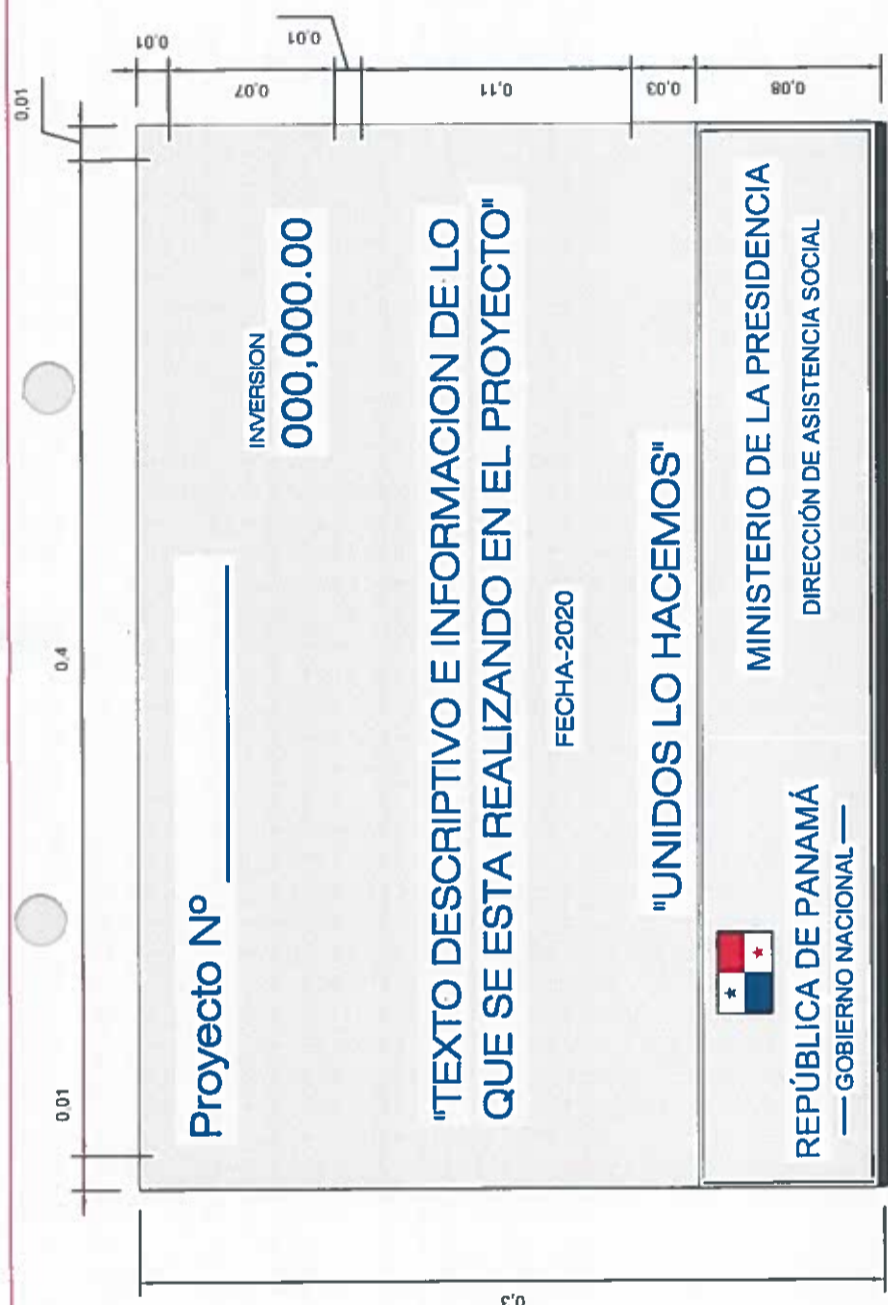 0,01
0,4
0,01
0,3
0,01
0,07
0,01
0,11
0,03
0,08
Proyecto Nº
INVERSION
000,000.00
"TEXTO DESCRIPTIVO E INFORMACION DE LO
QUE SE ESTA REALIZANDO EN EL PROYECTO"
FECHA-2020
"UNIDOS LO HACEMOS"
REPÚBLICA DE PANAMÁ
— GOBIERNO NACIONAL —
MINISTERIO DE LA PRESIDENCIA
DIRECCIÓN DE ASISTENCIA SOCIAL